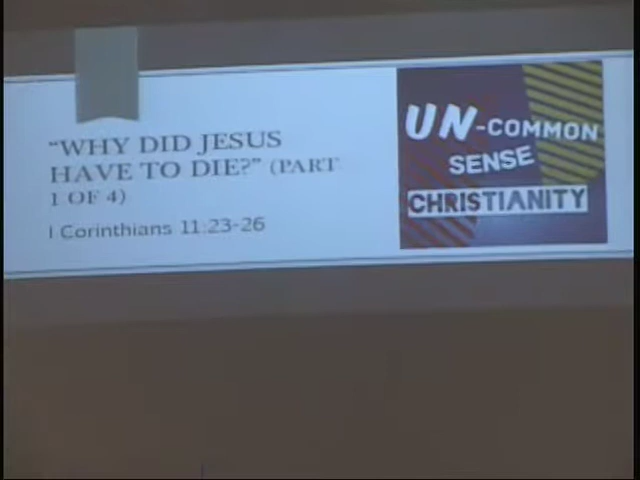 “WHY DID JESUS
HAVE TO DIE?” (PART
1 OF 4)
I Corinthians 11:23-26
UN-COMMON
SENSE
CHRISTIANITY